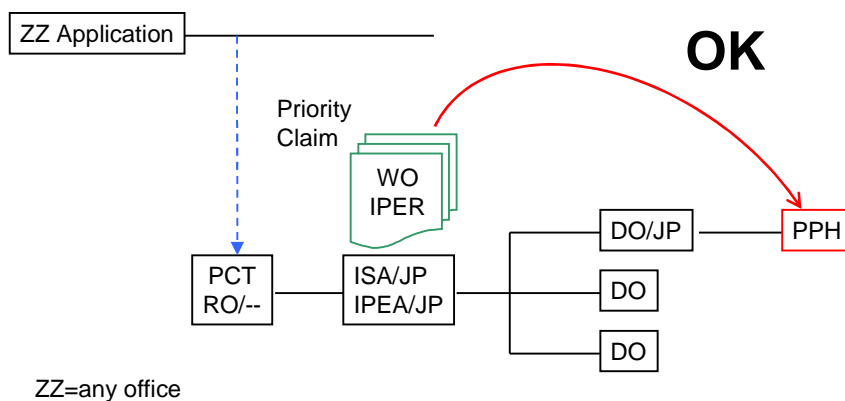 ZZ Application
OK
Priority
Claim
WO
IPER
DO/JP
PPH
PCT
RO/--
ISA/JP
IPEA/JP
DO
DO
ZZ=any office